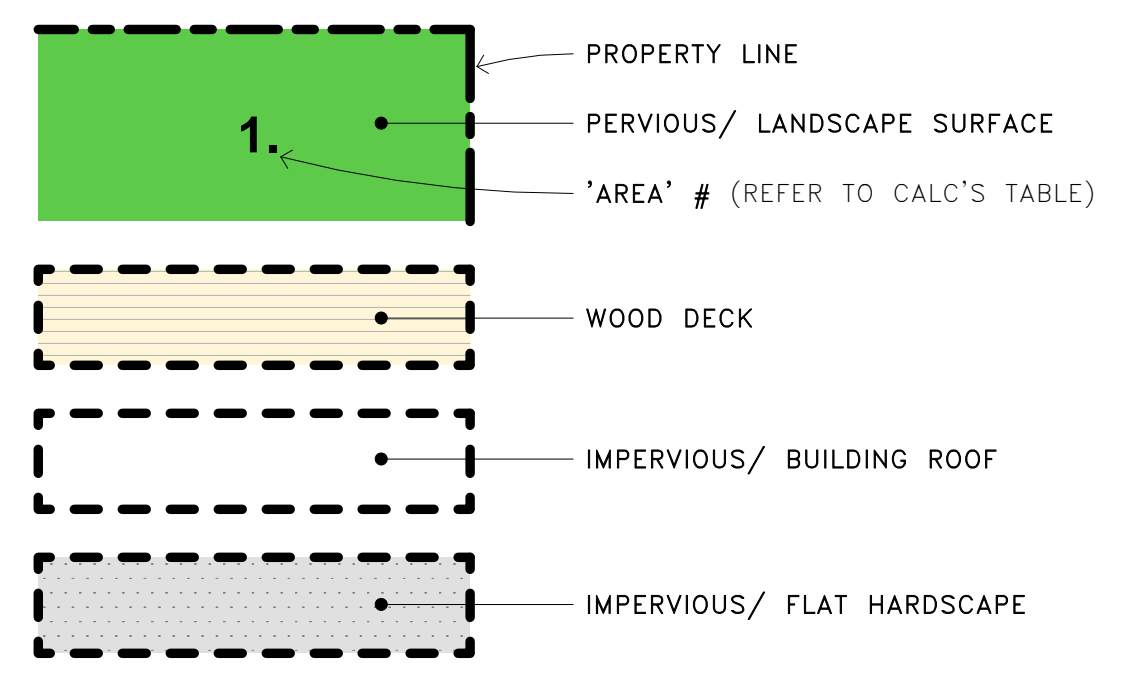 PROPERTY LINE
PERVIOUS/ LANDSCAPE SURFACE
1.
'AREA' # (REFER TO CALC'S TABLE)
WOOD DECK
IMPERVIOUS/ BUILDING ROOF
IMPERVIOUS/ FLAT HARDSCAPE